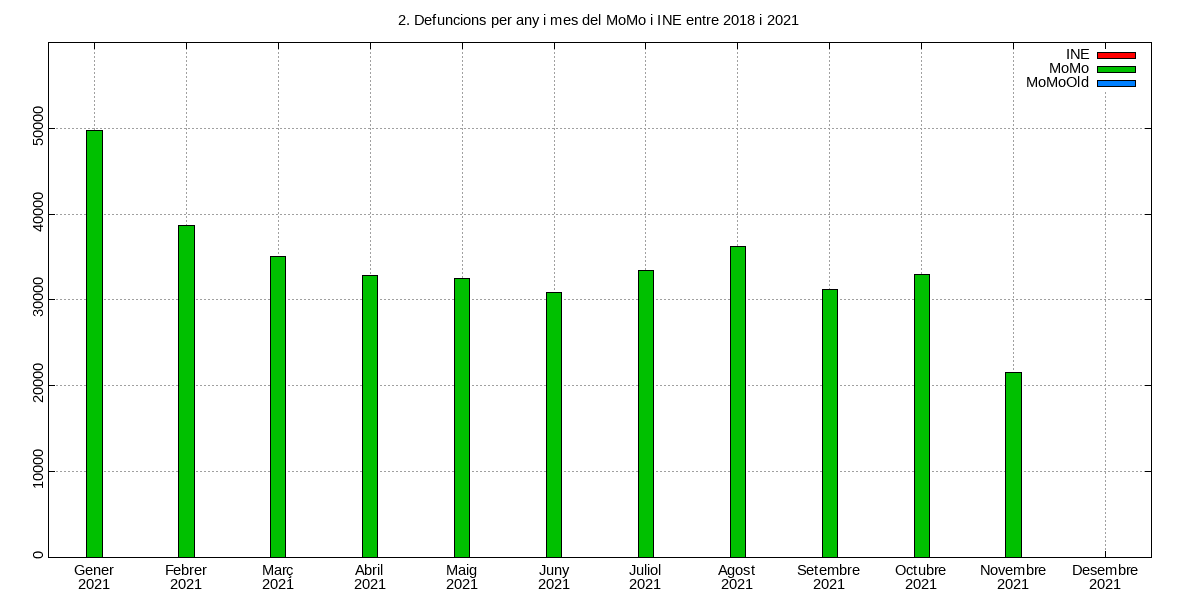 2. Defuncions per any i mes del MoMo i INE entre 2018 i 2021
INE
MoMo
MoMoOld
50000
40000
30000
20000
10000
0
Gener Febrer Març Abril Maig Juny Juliol Agost Setembre Octubre Novembre Desembre
2021 2021 2021 2021 2021 2021 2021 2021 2021 2021 2021 2021